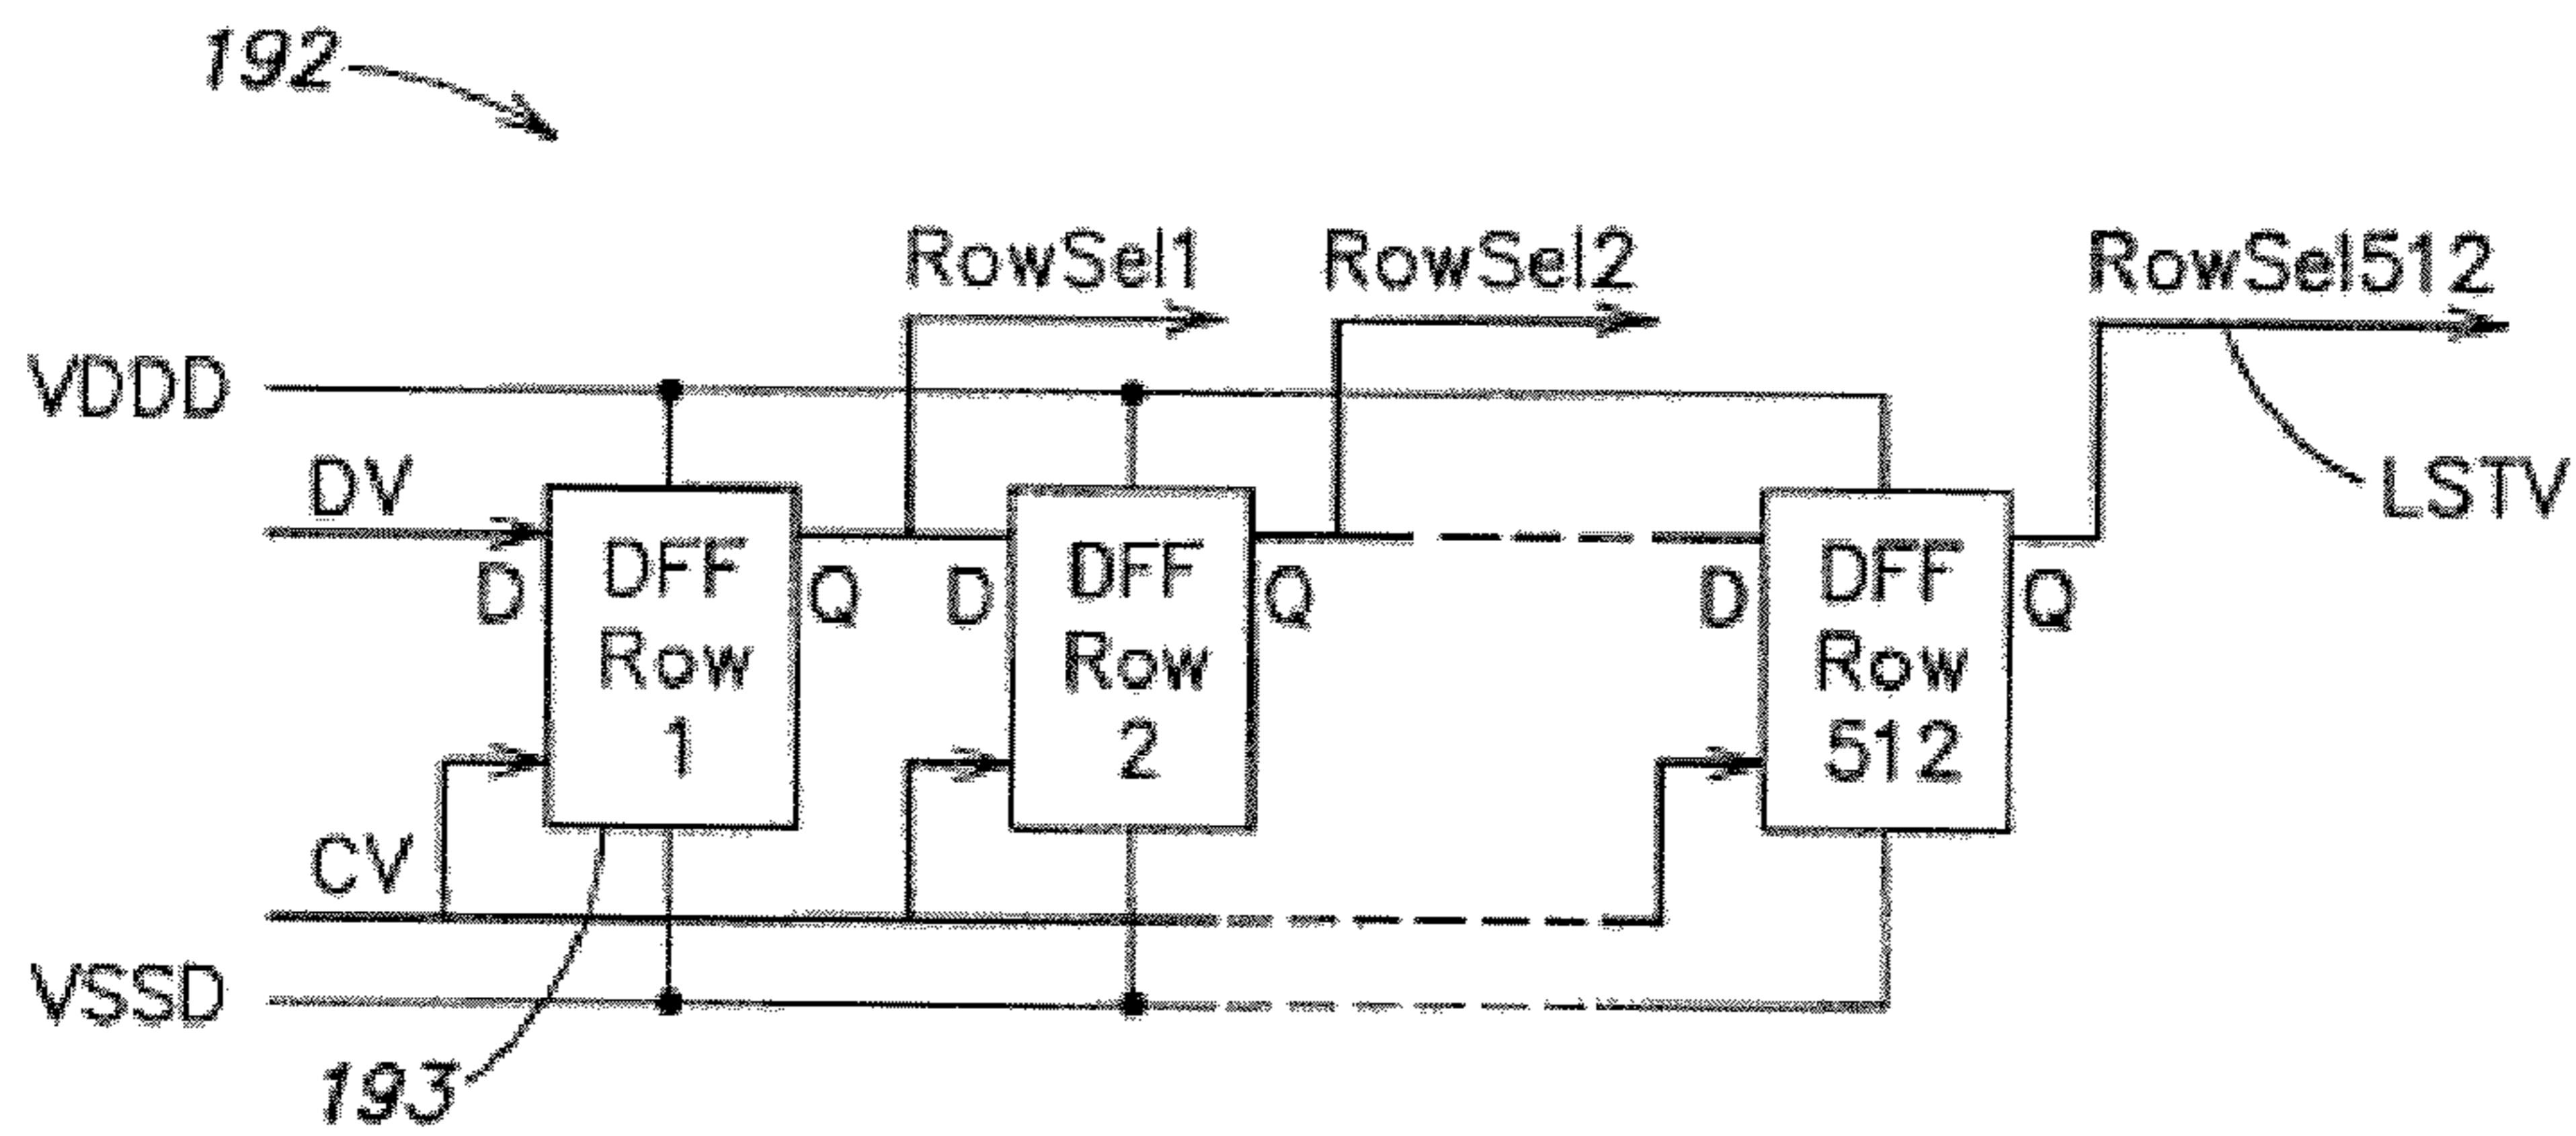 192
RowSel1 RowSel2 RowSel512
VDDD
DV
LSTV
D DFF Q D DFF Q D DFF Q
Row Row Row
1 2 512
CV
VSSD
193